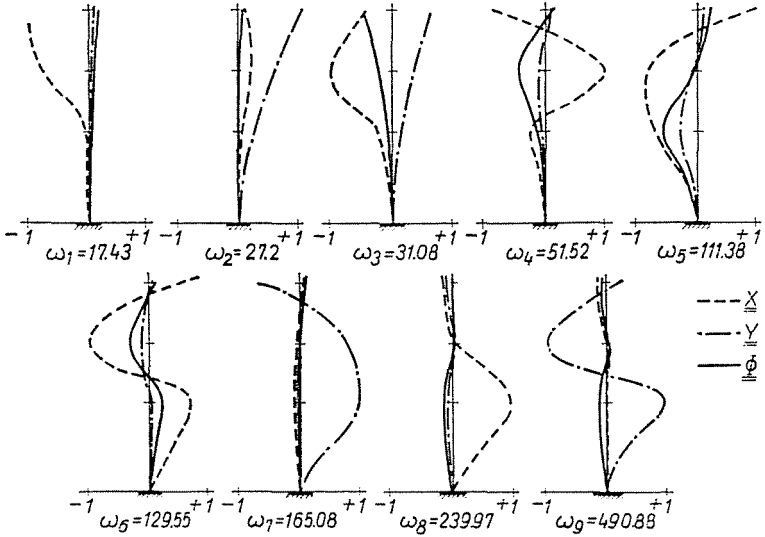 -1 +1 -1 +1 -1 +1 -1 +1 -1 +1
ω₁=17.43 ω₂=27.2 ω₃=31.08 ω₄=51.52 ω₅=111.38
X
Y
Φ
-1 +1 -1 +1 -1 +1 -1 +1
ω₆=129.55 ω₇=165.08 ω₈=239.97 ω₉=490.88